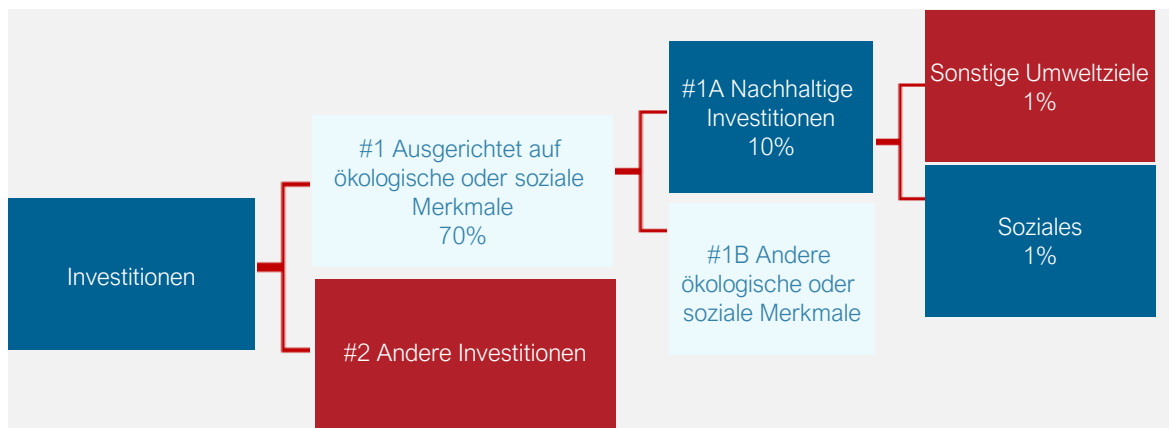 Investitionen
#1 Ausgerichtet auf
ökologische oder soziale
Merkmale
70%
#2 Andere Investitionen
#1A Nachhaltige
Investitionen
10%
#1B Andere
ökologische oder
soziale Merkmale
Sonstige Umweltziele
1%
Soziales
1%